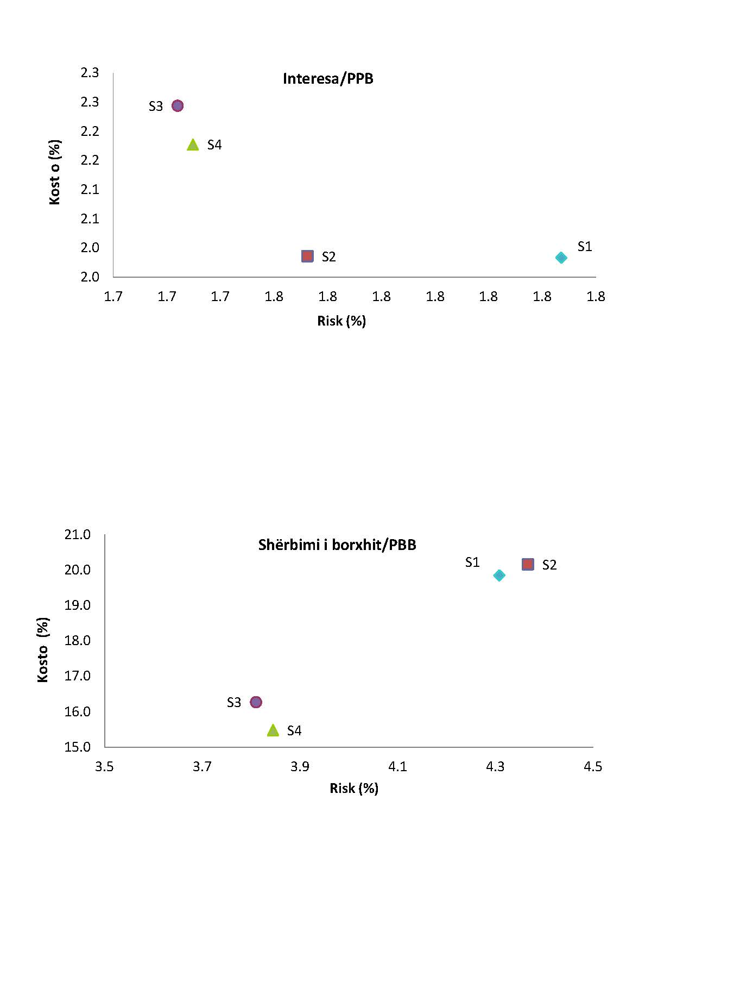 Interesa/PPB
2.3
2.3
2.2
2.2
2.1
2.1
2.0
2.0
Kost o (%)
S3
S4
S2
S1
1.7 1.7 1.7 1.8 1.8 1.8 1.8 1.8 1.8 1.8
Risk (%)
Shërbimi i borxhit/PBB
21.0
20.0
19.0
18.0
17.0
16.0
15.0
Kosto (%)
S1
S2
S3
S4
3.5 3.7 3.9 4.1 4.3 4.5
Risk (%)